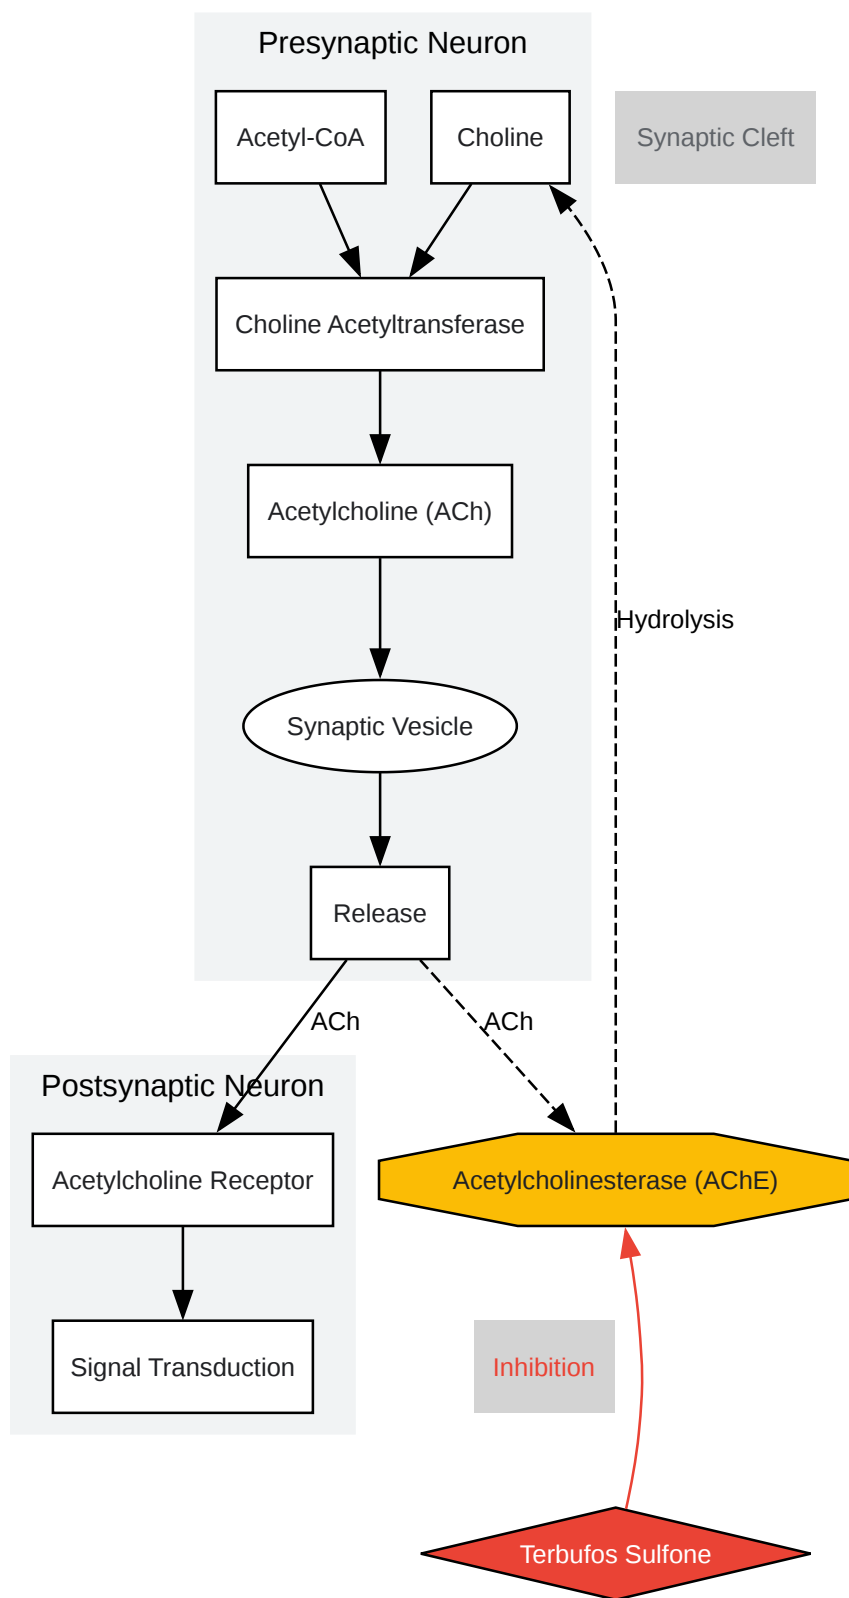 Presynaptic Neuron
Acetyl-CoA
Choline
Synaptic Cleft
Choline Acetyltransferase
Acetylcholine (ACh)
Hydrolysis
Synaptic Vesicle
Release
ACh
ACh
Postsynaptic Neuron
Acetylcholine Receptor
Acetylcholinesterase (AChE)
Signal Transduction
Inhibition
Terbufos Sulfone